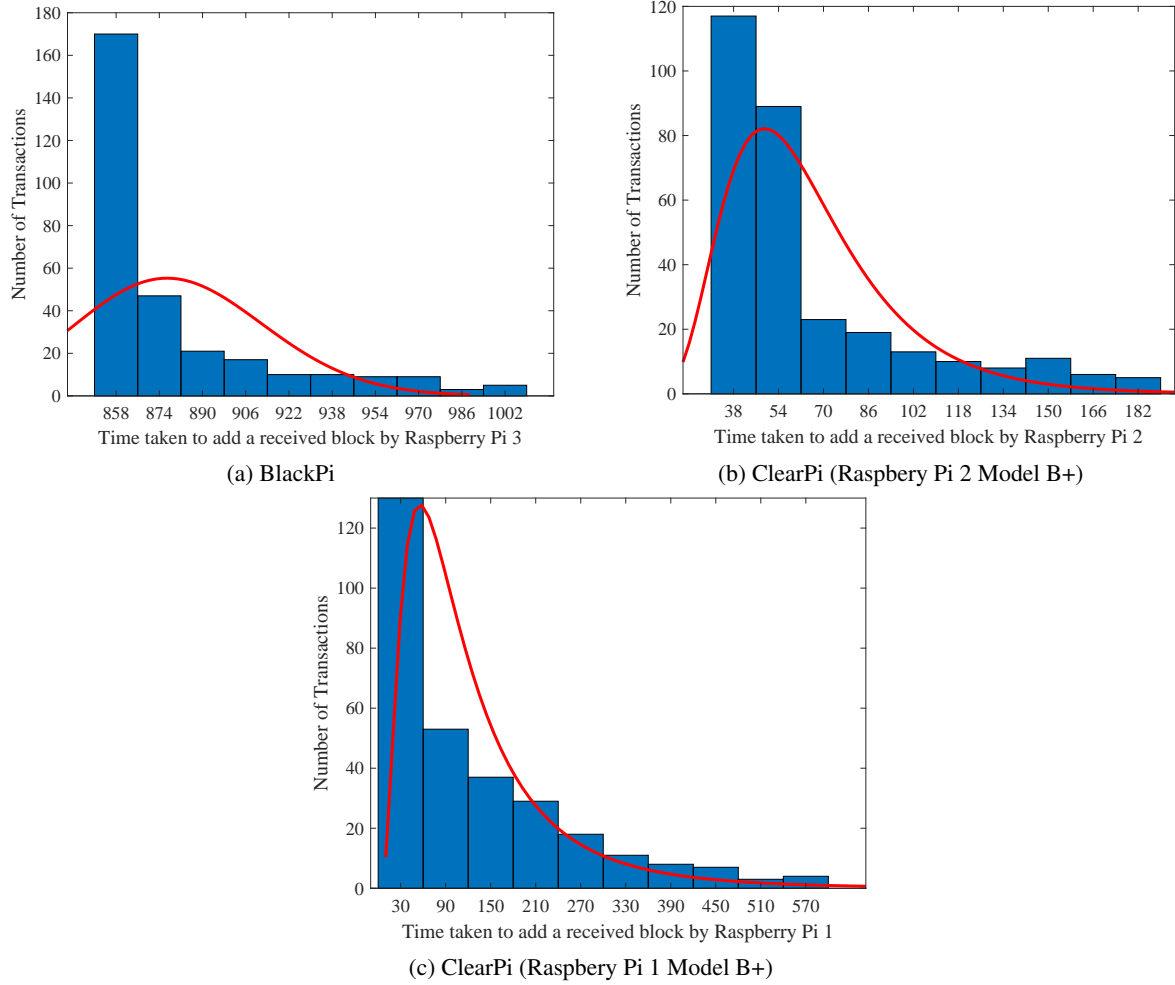 180
160
140
120
100
80
60
40
20
0
Number of Transactions
858 874 890 906 922 938 954 970 986 1002
Time taken to add a received block by Raspberry Pi 3
(a) BlackPi
120
100
80
60
40
20
0
Number of Transactions
38 54 70 86 102 118 134 150 166 182
Time taken to add a received block by Raspberry Pi 2
(b) ClearPi (Raspbery Pi 2 Model B+)
120
100
80
60
40
20
0
Number of Transactions
30 90 150 210 270 330 390 450 510 570
Time taken to add a received block by Raspberry Pi 1
(c) ClearPi (Raspbery Pi 1 Model B+)